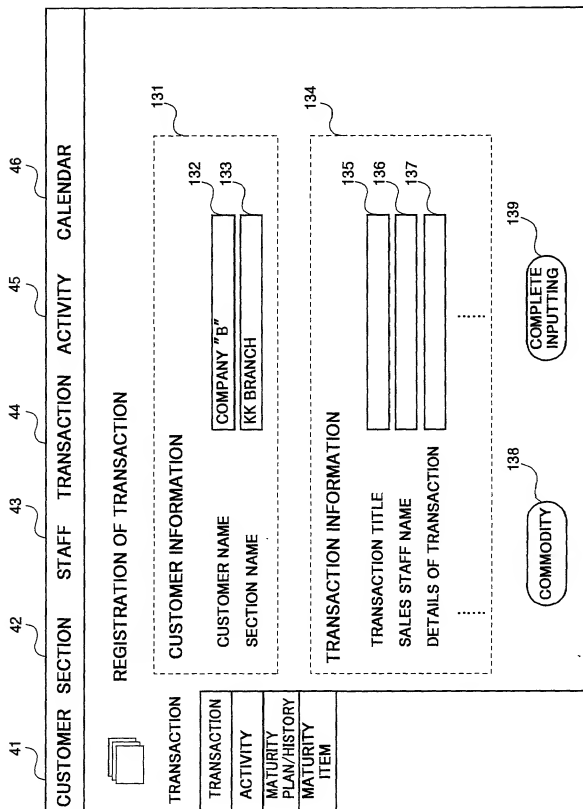 41 42 43 44 45 46
CUSTOMER SECTION STAFF TRANSACTION ACTIVITY CALENDAR
REGISTRATION OF TRANSACTION
TRANSACTION
TRANSACTION
ACTIVITY
MATURITY
PLAN/HISTORY
MATURITY
ITEM
131
CUSTOMER INFORMATION
CUSTOMER NAME COMPANY "B" 132
SECTION NAME KK BRANCH 133
134
TRANSACTION INFORMATION
TRANSACTION TITLE 135
SALES STAFF NAME 136
DETAILS OF TRANSACTION 137
138 139
COMMODITY
COMPLETE
INPUTTING